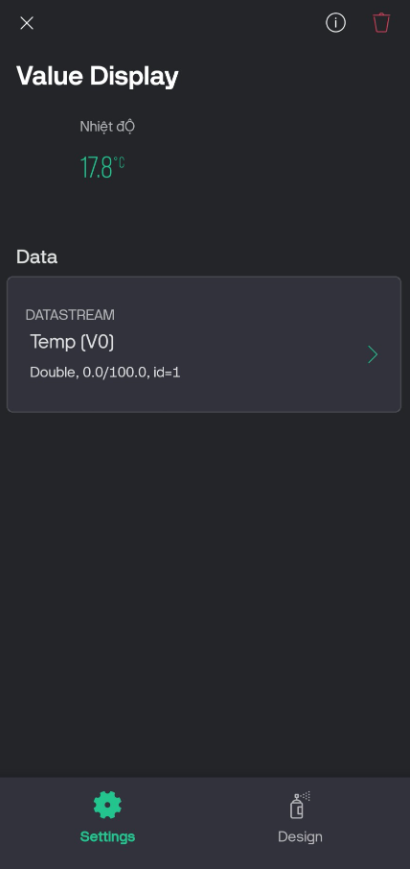 Value Display
Nhiệt độ
17.8°C
Data
DATASTREAM
Temp (V0)
Double, 0.0/100.0, id=1
Settings
Design